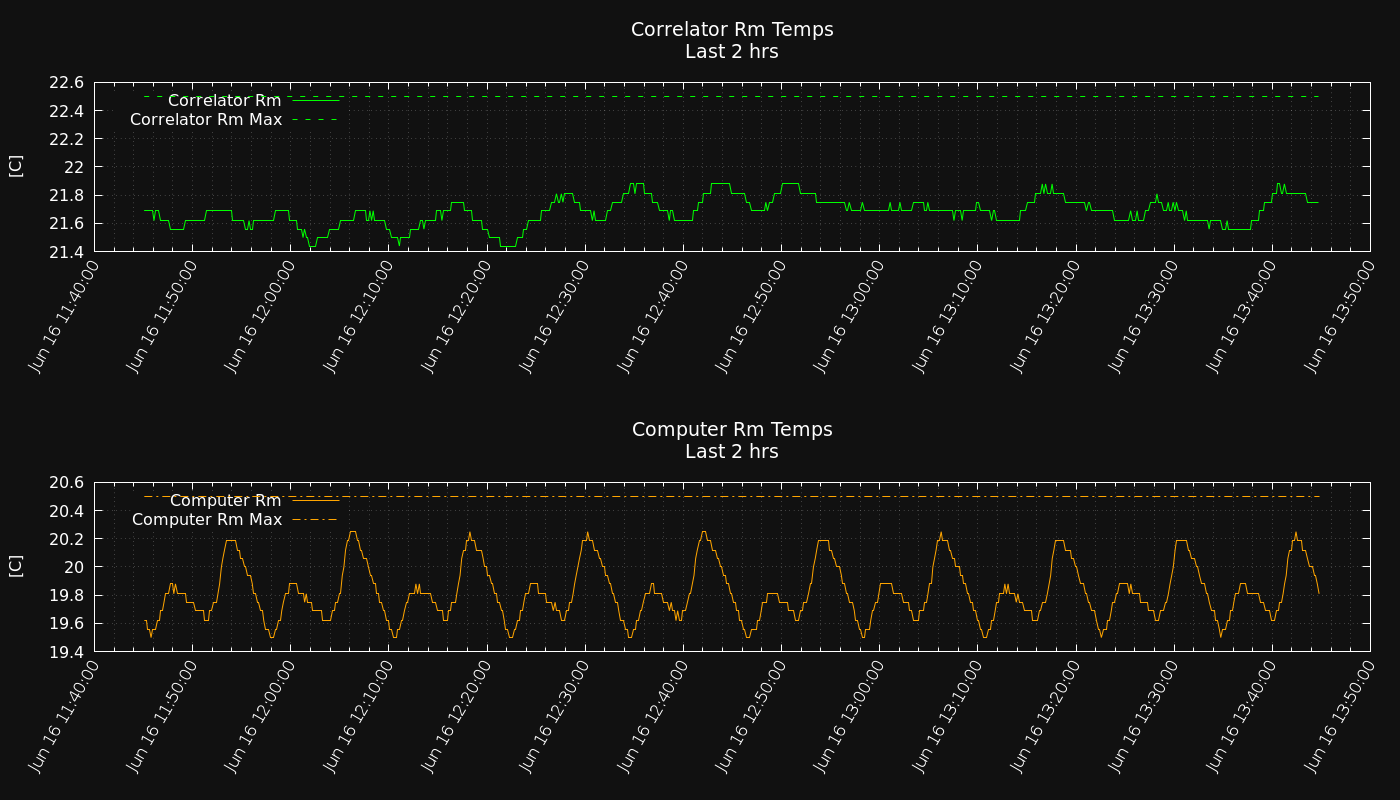 Correlator Rm Temps
Last 2 hrs
22.6
22.4
22.2
22
21.8
21.6
21.4
[C]
Correlator Rm
Correlator Rm Max
Jun 16 11:40:00
Jun 16 11:50:00
Jun 16 12:00:00
Jun 16 12:10:00
Jun 16 12:20:00
Jun 16 12:30:00
Jun 16 12:40:00
Jun 16 12:50:00
Jun 16 13:00:00
Jun 16 13:10:00
Jun 16 13:20:00
Jun 16 13:30:00
Jun 16 13:40:00
Jun 16 13:50:00
Computer Rm Temps
Last 2 hrs
20.6
20.4
20.2
20
19.8
19.6
19.4
[C]
Computer Rm
Computer Rm Max
Jun 16 11:40:00
Jun 16 11:50:00
Jun 16 12:00:00
Jun 16 12:10:00
Jun 16 12:20:00
Jun 16 12:30:00
Jun 16 12:40:00
Jun 16 12:50:00
Jun 16 13:00:00
Jun 16 13:10:00
Jun 16 13:20:00
Jun 16 13:30:00
Jun 16 13:40:00
Jun 16 13:50:00